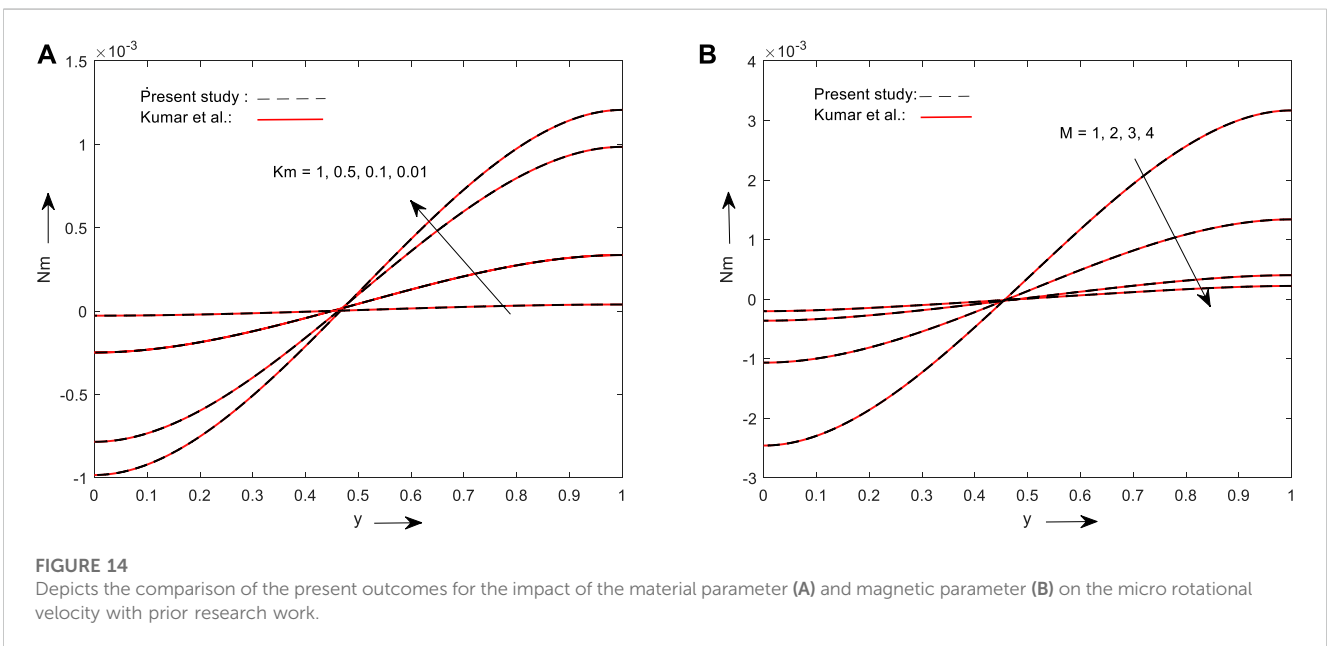 A
×10-3
1.5
1
0.5
0
-0.5
-1
Nm
Present study :
Kumar et al.:
Km = 1, 0.5, 0.1, 0.01
0 0.1 0.2 0.3 0.4 0.5 0.6 0.7 0.8 0.9 1
y
B
×10-3
4
3
2
1
0
-1
-2
-3
Nm
Present study:
Kumar et al.:
M = 1, 2, 3, 4
0 0.1 0.2 0.3 0.4 0.5 0.6 0.7 0.8 0.9 1
y
FIGURE 14
Depicts the comparison of the present outcomes for the impact of the material parameter (A) and magnetic parameter (B) on the micro rotational
velocity with prior research work.